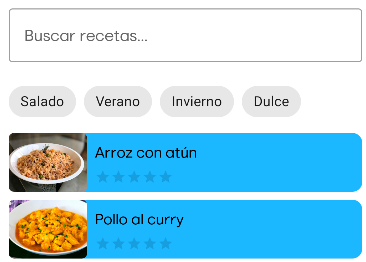 Buscar recetas...
Salado Verano Invierno Dulce
Arroz con atún
Pollo al curry